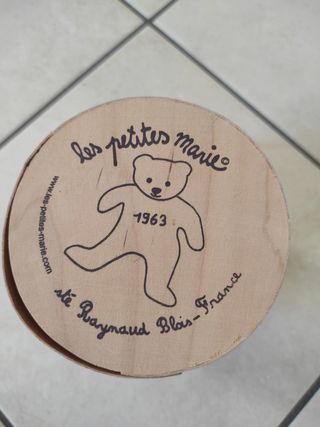 les petites marie
1963
www.les-petites-marie.com
sté Raynaud Blois-France